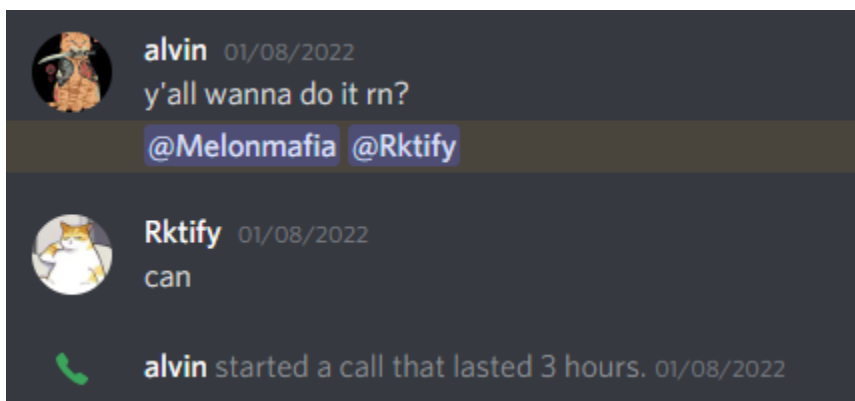 alvin 01/08/2022
y'all wanna do it rn?
@Melonmafia @Rktify
Rktify 01/08/2022
can
alvin started a call that lasted 3 hours. 01/08/2022